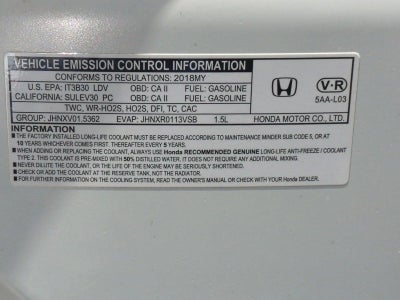 VEHICLE EMISSION CONTROL INFORMATION
CONFORMS TO REGULATIONS: 2018MY
U.S. EPA: IT3B30 LDV OBD: CA II FUEL: GASOLINE
CALIFORNIA: SULEV30 PC OBD: CA II FUEL: GASOLINE
TWC, WR-HO2S, HO2S, DFI, TC, CAC
GROUP: JHNXV01.5362 EVAP: JHNXR0113VSB 1.5L HONDA MOTOR CO., LTD.
V-R
5AA-L03
INFORMATION
■ THE FACTORY INSTALLED LONG-LIFE COOLANT MUST BE REPLACED ACCORDING TO MAINTENANCE MINDER SUB CODE 5, OR AT
10 YEARS WHICHEVER COMES FIRST. THEREAFTER EVERY 5 YEARS.
■ WHEN ADDING OR REPLACING THE COOLANT, ALWAYS USE Honda RECOMMENDED GENUINE LONG-LIFE ANTI-FREEZE / COOLANT
TYPE 2. THIS IS PRE-MIXED WITH 50% DISTILLED WATER. IT DOES NOT REQUIRE ANY ADDITIONAL MIXING.
■ NEVER DILUTE THE COOLANT, OR THE ENGINE MAY BE SERIOUSLY DAMAGED.
■ CHECK OR ADD THE COOLANT AT THE RESERVE TANK, NOT THE RADIATOR.
■ FOR FURTHER INFORMATION ON THE COOLING SYSTEM, READ THE OWNER'S MANUAL OR CHECK WITH AN AUTHORIZED HONDA DEALER.